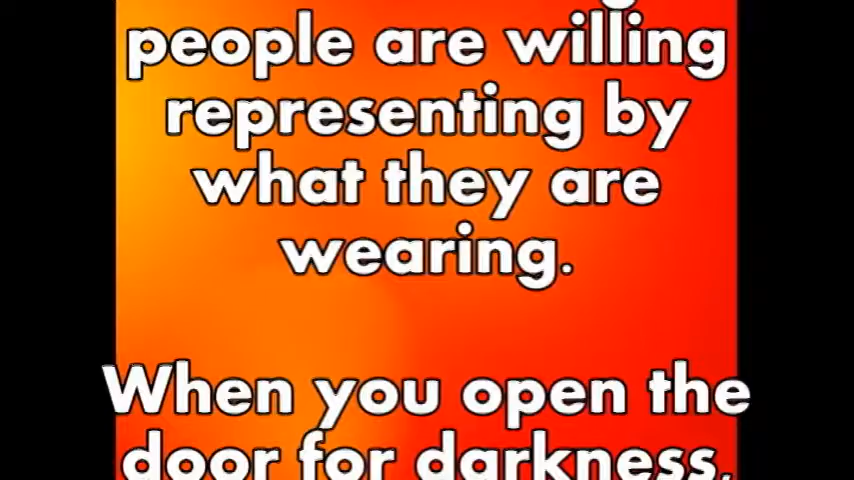 people are willing
representing by
what they are
wearing.
When you open the
door for darkness,